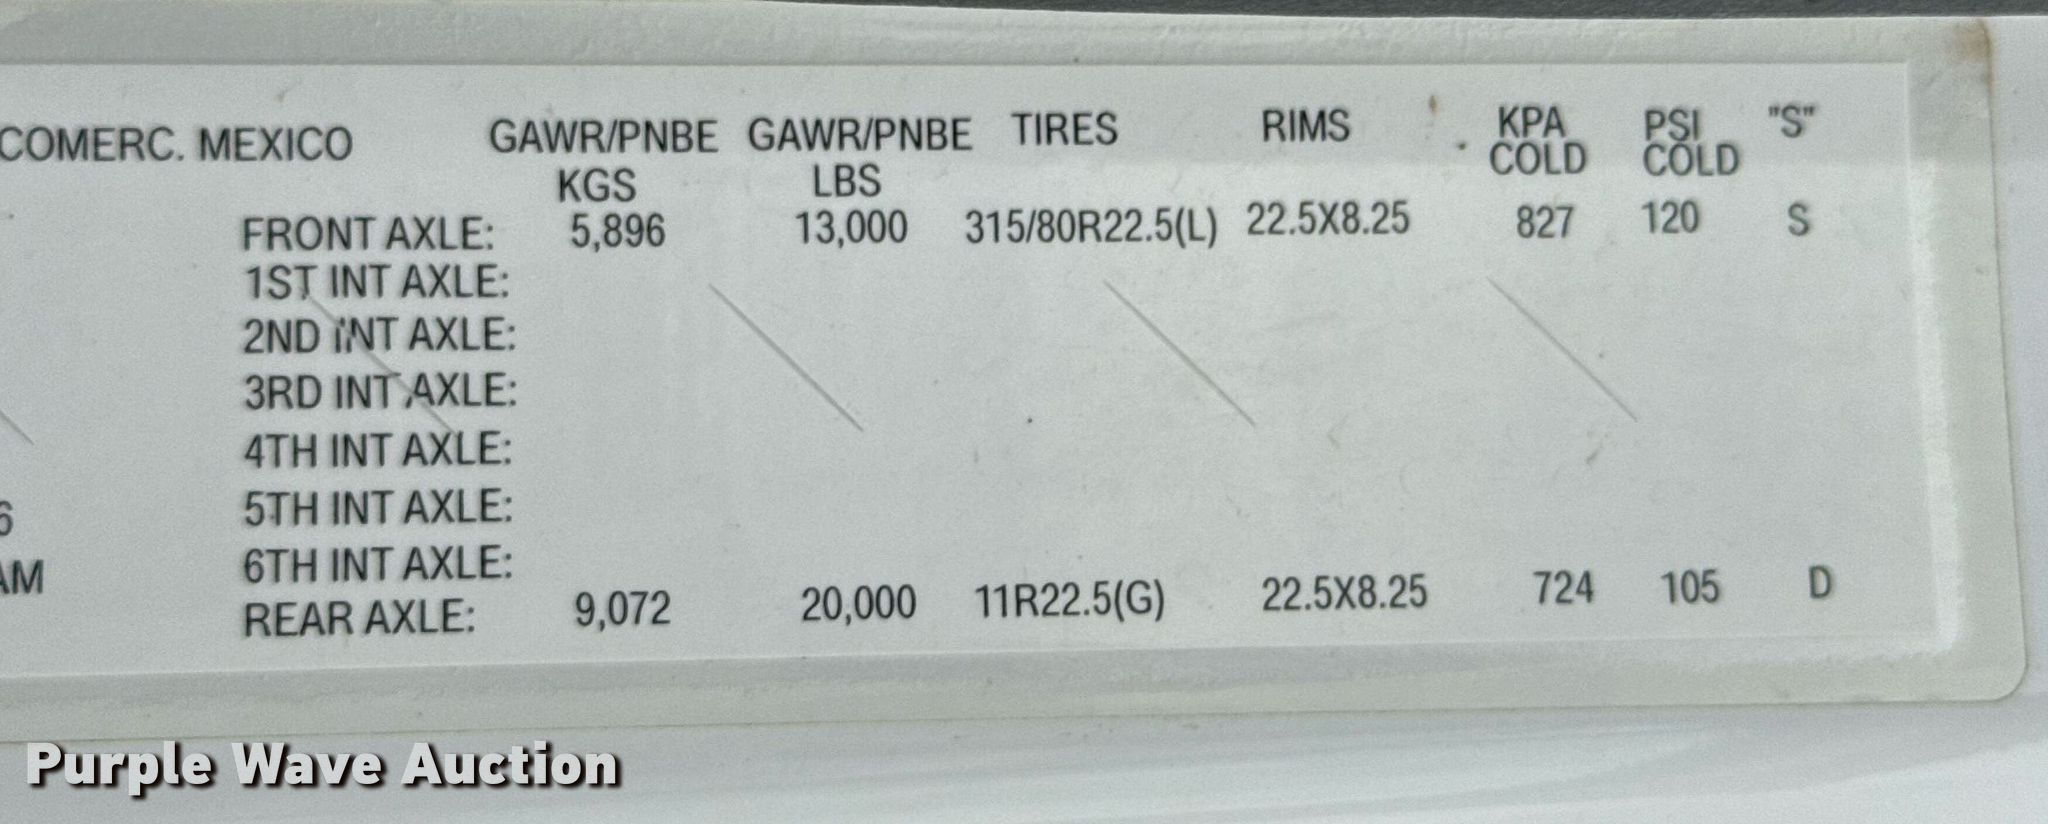 COMERC. MEXICO GAWR/PNBE GAWR/PNBE TIRES RIMS KPA PSI "S"
KGS LBS COLD COLD
FRONT AXLE: 5,896 13,000 315/80R22.5(L) 22.5X8.25 827 120 S
1ST INT AXLE:
2ND INT AXLE:
3RD INT AXLE:
4TH INT AXLE:
5TH INT AXLE:
6
6TH INT AXLE:
AM
REAR AXLE: 9,072 20,000 11R22.5(G) 22.5X8.25 724 105 D
Purple Wave Auction